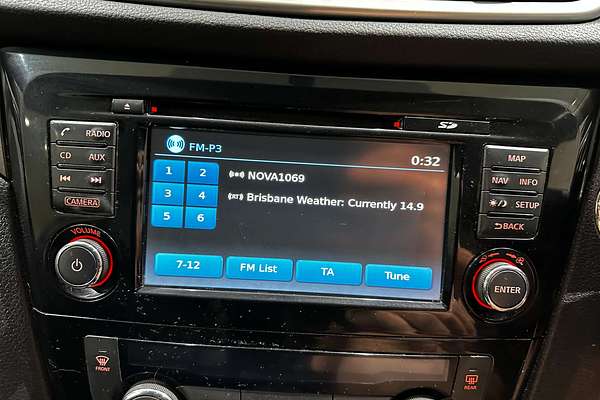 FM-P3
0:32
1 2
3 4
5 6
NOVA1069
RT Brisbane Weather: Currently 14.9
7-12 FM List TA Tune
RADIO
CD AUX
CAMERA
VOLUME
SD
MAP
NAV INFO
SETUP
BACK
ENTER
FRONT
REAR